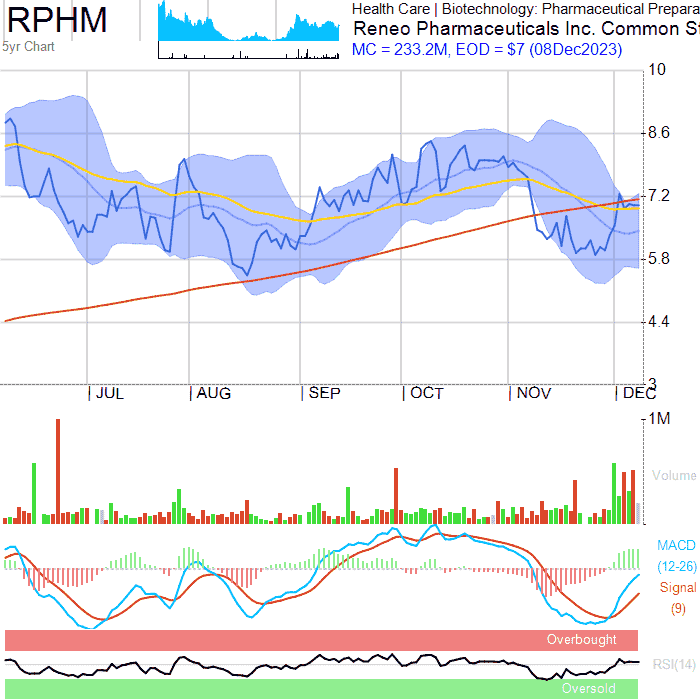 RPHM
5yr Chart
Health Care | Biotechnology: Pharmaceutical Prepara
Reneo Pharmaceuticals Inc. Common St
MC = 233.2M, EOD = $7 (08Dec2023)
10
8.6
7.2
5.8
4.4
3
JUL AUG SEP OCT NOV DEC
1M
Volume
MACD
(12-26)
Signal
(9)
Overbought
RSI(14)
Oversold